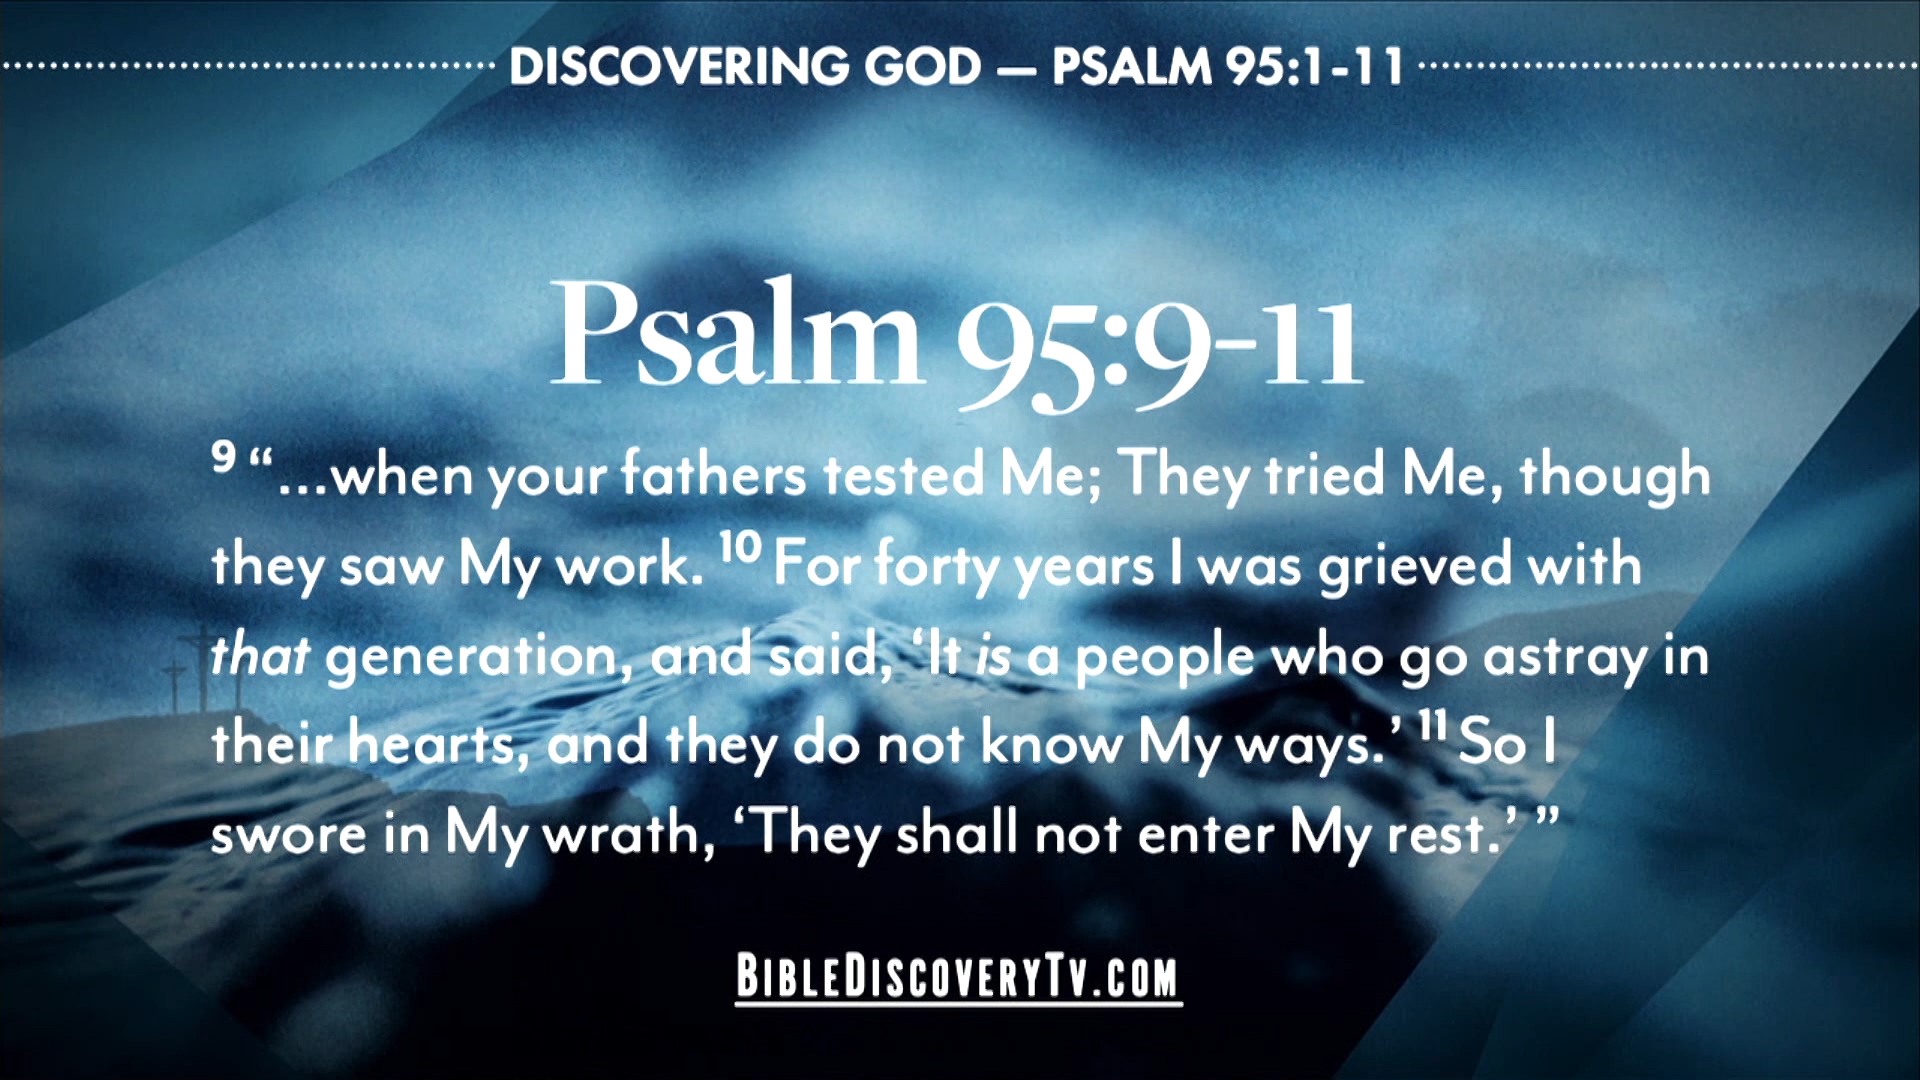 DISCOVERING GOD — PSALM 95:1-11
Psalm 95:9-11
9 “...when your fathers tested Me; They tried Me, though
they saw My work. 10 For forty years I was grieved with
that generation, and said, ‘It is a people who go astray in
their hearts, and they do not know My ways.’ 11 So I
swore in My wrath, ‘They shall not enter My rest.’ ”
BIBLEDISCOVERYTV.COM